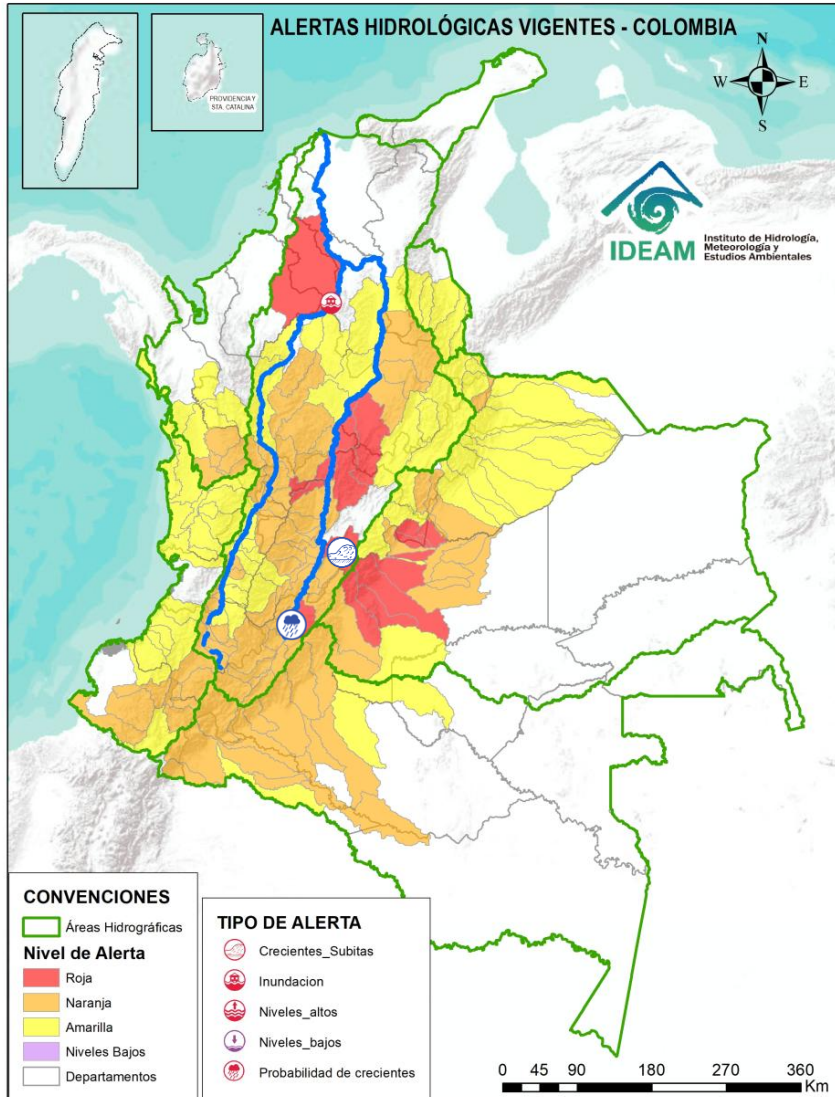 ALERTAS HIDROLÓGICAS VIGENTES - COLOMBIA
PROVIDENCIA Y
STA. CATALINA
N
W
E
S
IDEAM
Instituto de Hidrología,
Meteorología y
Estudios Ambientales
CONVENCIONES
Áreas Hidrográficas
Nivel de Alerta
Roja
Naranja
Amarilla
Niveles Bajos
Departamentos
TIPO DE ALERTA
Crecientes_Subitas
Inundacion
Niveles_altos
Niveles_bajos
Probabilidad de crecientes
0 45 90 180 270 360
Km